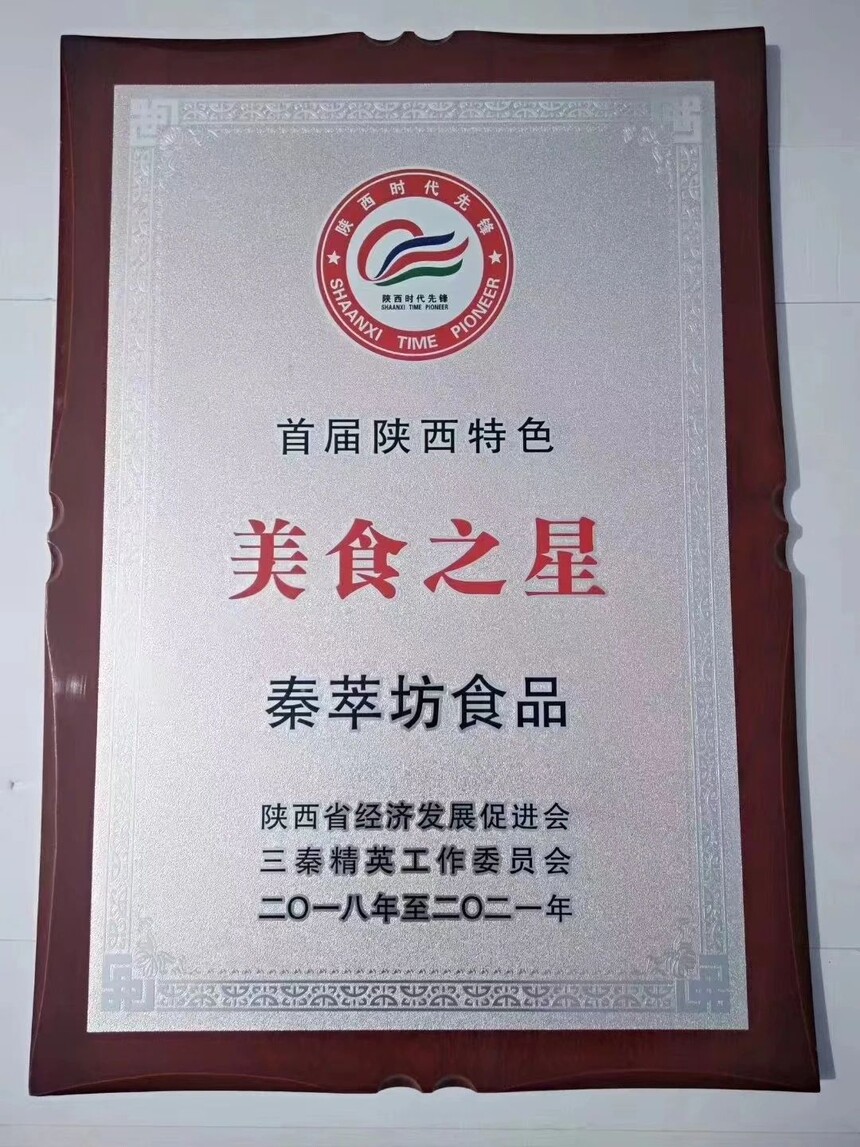 陕西时代先锋
陕西时代先锋
SHAANXI TIME PIONEER
SHAANXI TIME PIONEER
首届陕西特色
美食之星
秦萃坊食品
陕西省经济发展促进会
三秦精英工作委员会
二〇一八年至二〇二一年